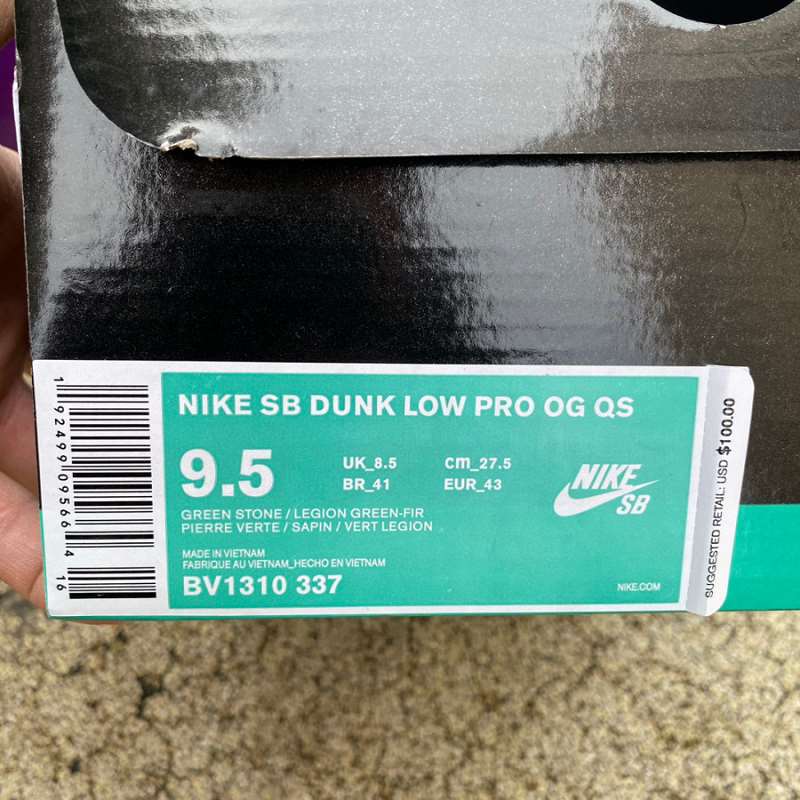 NIKE SB DUNK LOW PRO OG QS
9.5
UK_8.5 cm_27.5
BR_41 EUR_43
GREEN STONE / LEGION GREEN-FIR
PIERRE VERTE / SAPIN / VERT LEGION
MADE IN VIETNAM
FABRIQUE AU VIETNAM_HECHO EN VIETNAM
BV1310 337
NIKE
SB
NIKE.COM
SUGGESTED RETAIL: USD $100.00
1 92499 09566 4 16